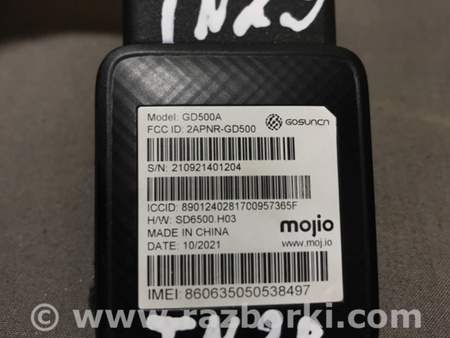 TN29
Model: GD500A
FCC ID: 2APNR-GD500
GOSUNCN
S/N: 210921401204
ICCID: 8901240281700957365F
H/W: SD6500.H03
MADE IN CHINA
DATE: 10/2021
mojio
www.moj.io
IMEI: 860635050538497
© www.razborki.com